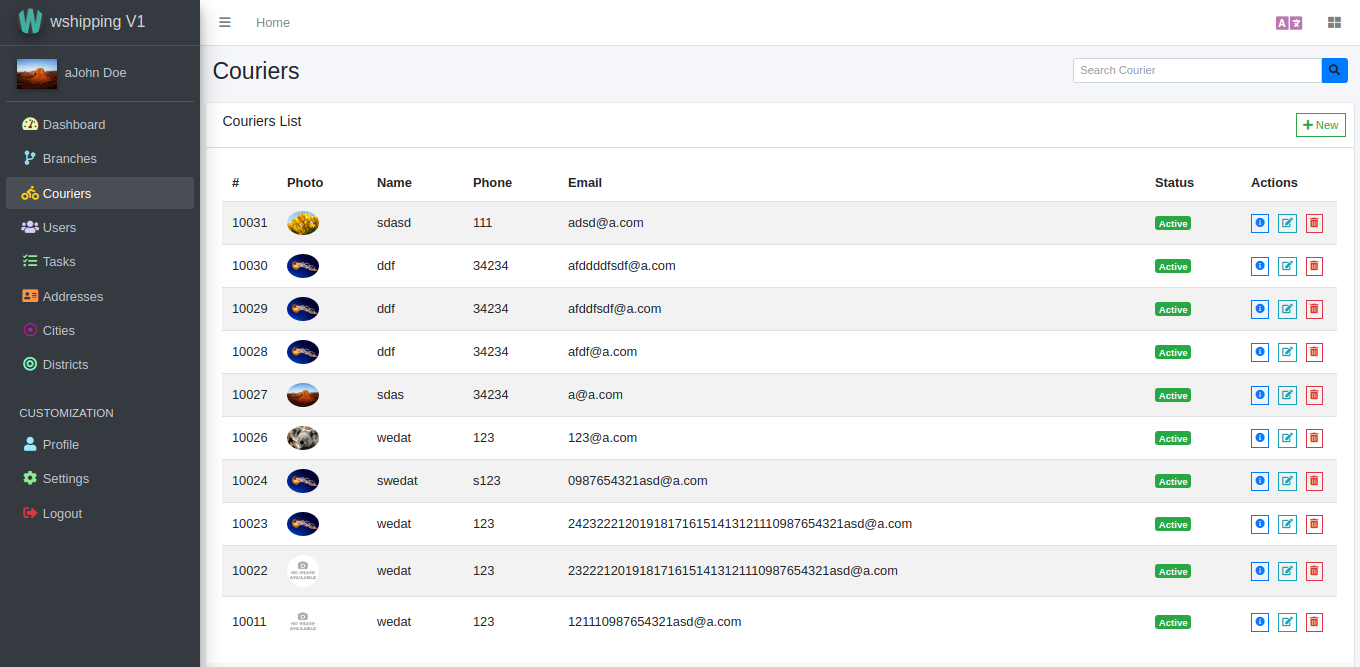 wshipping V1
Home
A
aJohn Doe
Couriers
Search Courier
Dashboard
Branches
Couriers
Users
Tasks
Addresses
Cities
Districts
CUSTOMIZATION
Profile
Settings
Logout
Couriers List
New
# Photo Name Phone Email Status Actions
10031 sdasd 111 adsd@a.com Active
10030 ddf 34234 afddddfsdf@a.com Active
10029 ddf 34234 afddfsdf@a.com Active
10028 ddf 34234 afdf@a.com Active
10027 sdas 34234 a@a.com Active
10026 wedat 123 123@a.com Active
10024 swedat s123 0987654321asd@a.com Active
10023 wedat 123 242322212019181716151413121110987654321asd@a.com Active
10022 NO IMAGE AVAILABLE wedat 123 2322212019181716151413121110987654321asd@a.com Active
10011 NO IMAGE AVAILABLE wedat 123 121110987654321asd@a.com Active